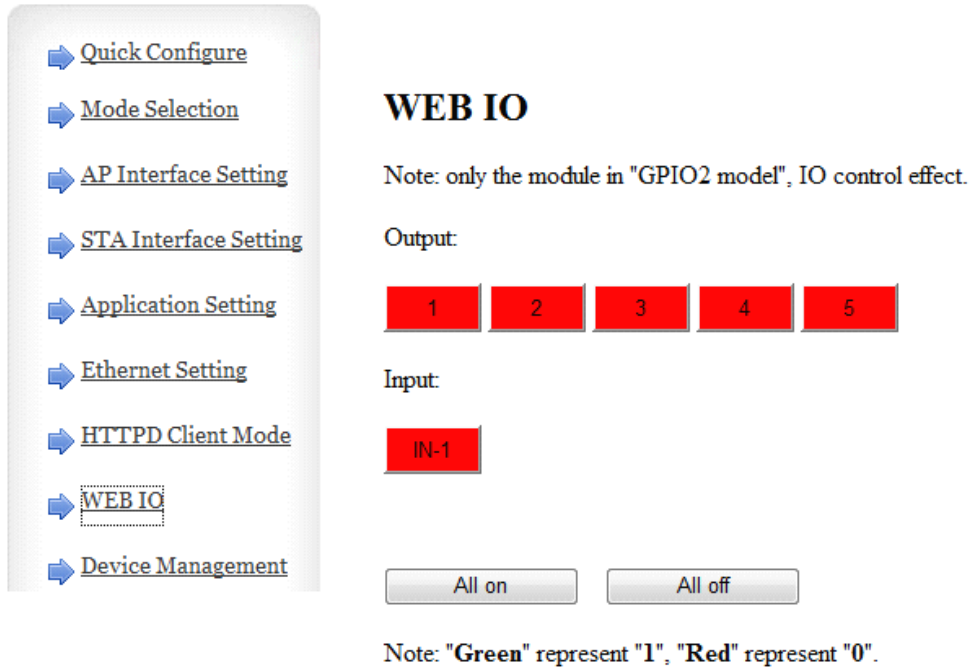 Quick Configure
Mode Selection
AP Interface Setting
STA Interface Setting
Application Setting
Ethernet Setting
HTTPD Client Mode
WEB IO
Device Management
WEB IO
Note: only the module in "GPIO2 model", IO control effect.
Output:
1 2 3 4 5
Input:
IN-1
All on All off
Note: "Green" represent "1", "Red" represent "0".